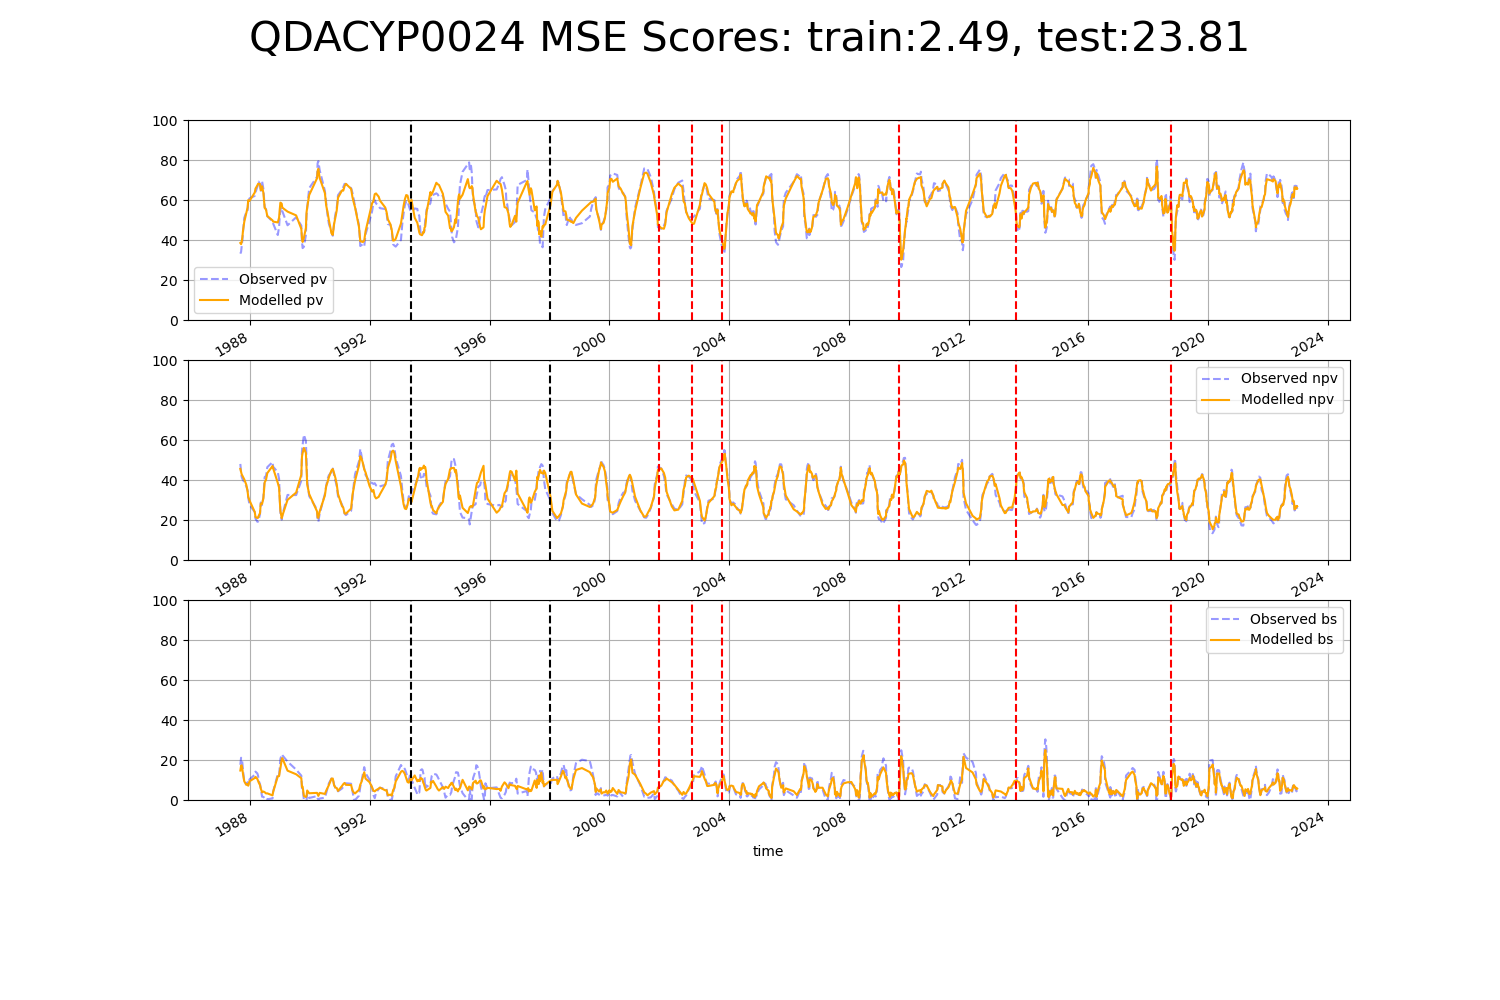 QDACYP0024 MSE Scores: train:2.49, test:23.81
100
80
60
40
20
0
Observed pv
Modelled pv
1988 1992 1996 2000 2004 2008 2012 2016 2020 2024
100
80
60
40
20
0
Observed npv
Modelled npv
1988 1992 1996 2000 2004 2008 2012 2016 2020 2024
100
80
60
40
20
0
Observed bs
Modelled bs
1988 1992 1996 2000 2004 2008 2012 2016 2020 2024
time